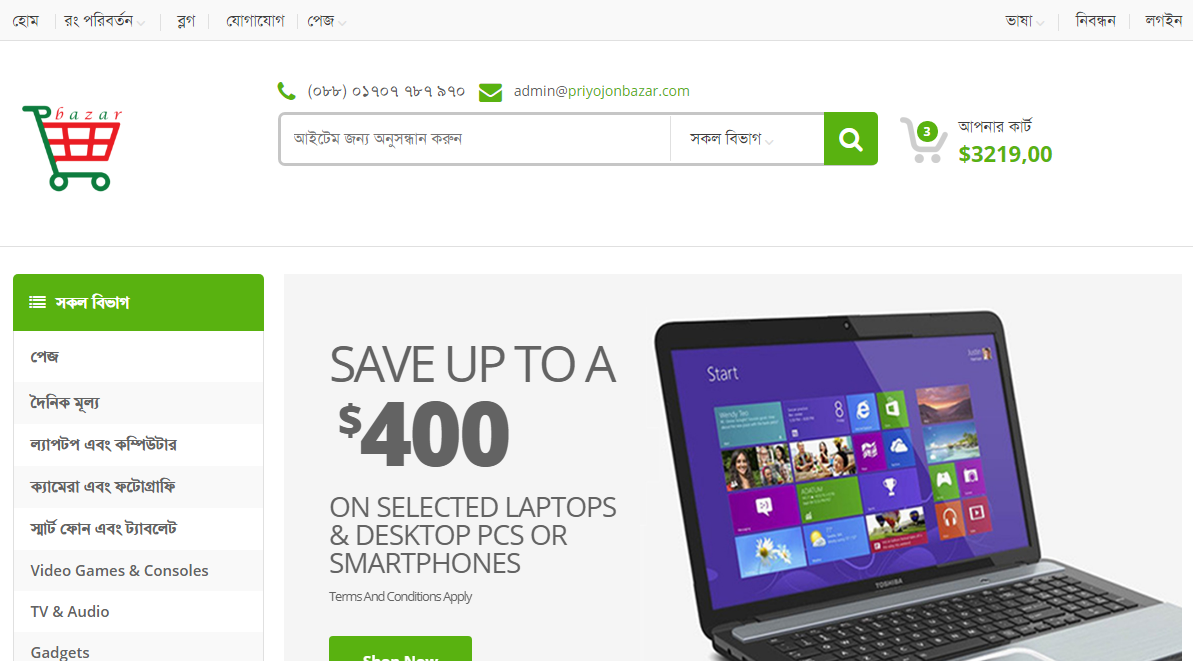 হোম রং পরিবর্তন ব্লগ যোগাযোগ পেজ ভাষা নিবন্ধন লগইন
(০৮৮) ০১৭০৭ ৭৮৭ ৯৭০ admin@priyojonbazar.com
bazar
আইটেম জন্য অনুসন্ধান করুন সকল বিভাগ
3 আপনার কার্ট
$3219,00
সকল বিভাগ
পেজ
দৈনিক মূল্য
ল্যাপটপ এবং কম্পিউটার
ক্যামেরা এবং ফটোগ্রাফি
স্মার্ট ফোন এবং ট্যাবলেট
Video Games & Consoles
TV & Audio
Gadgets
SAVE UP TO A
$400
ON SELECTED LAPTOPS
& DESKTOP PCS OR
SMARTPHONES
Terms And Conditions Apply
Shop Now
Start
TOSHIBA